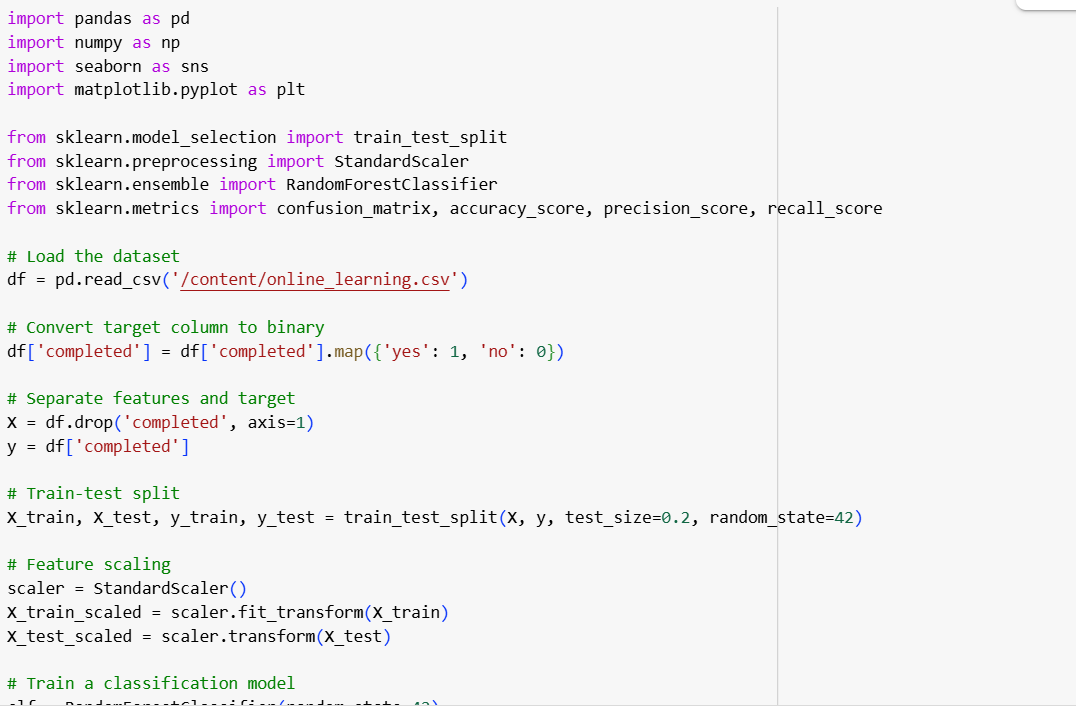 import pandas as pd
import numpy as np
import seaborn as sns
import matplotlib.pyplot as plt
from sklearn.model_selection import train_test_split
from sklearn.preprocessing import StandardScaler
from sklearn.ensemble import RandomForestClassifier
from sklearn.metrics import confusion_matrix, accuracy_score, precision_score, recall_score
# Load the dataset
df = pd.read_csv('/content/online_learning.csv')
# Convert target column to binary
df['completed'] = df['completed'].map({'yes': 1, 'no': 0})
# Separate features and target
X = df.drop('completed', axis=1)
y = df['completed']
# Train-test split
X_train, X_test, y_train, y_test = train_test_split(X, y, test_size=0.2, random_state=42)
# Feature scaling
scaler = StandardScaler()
X_train_scaled = scaler.fit_transform(X_train)
X_test_scaled = scaler.transform(X_test)
# Train a classification model